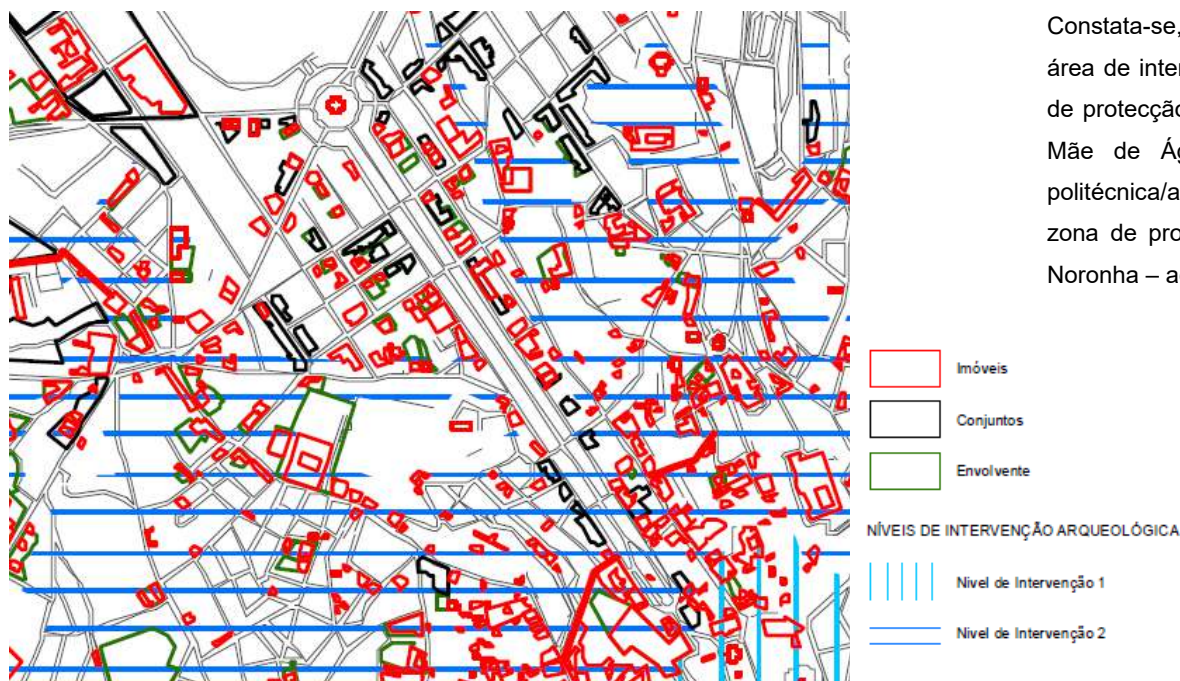 Constata-se,
área de inter
de protecção
Mãe de Ág
politécnica/a
zona de pro
Noronha – a
Imóveis
Conjuntos
Envolvente
NÍVEIS DE INTERVENÇÃO ARQUEOLÓGICA
Nivel de Intervenção 1
Nivel de Intervenção 2